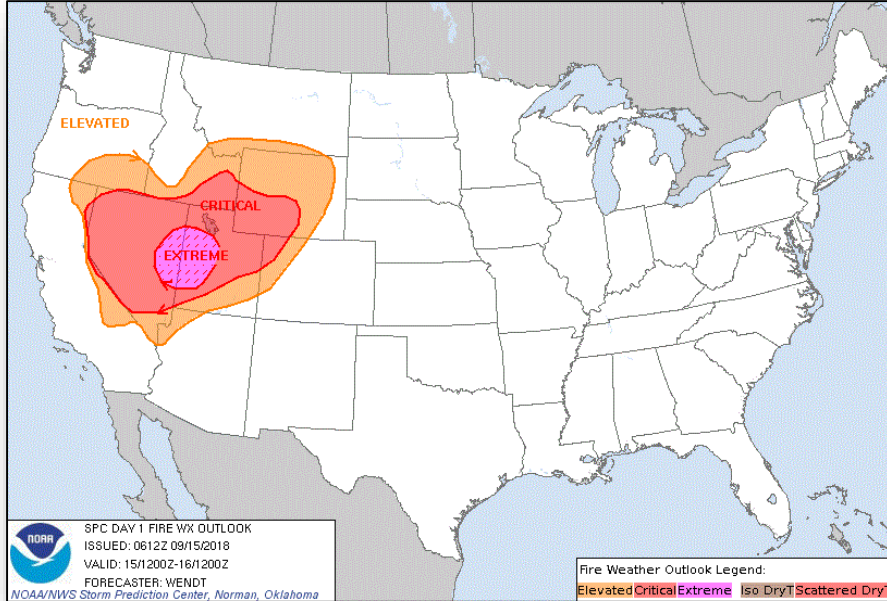 ELEVATED
CRITICAL
EXTREME
NOAA
SPC DAY 1 FIRE WX OUTLOOK
ISSUED: 0612Z 09/15/2018
VALID: 15/1200Z-16/1200Z
FORECASTER: WENDT
NOAA/NWS Storm Prediction Center, Norman, Oklahoma
Fire Weather Outlook Legend:
Elevated Critical Extreme Iso DryT Scattered DryT